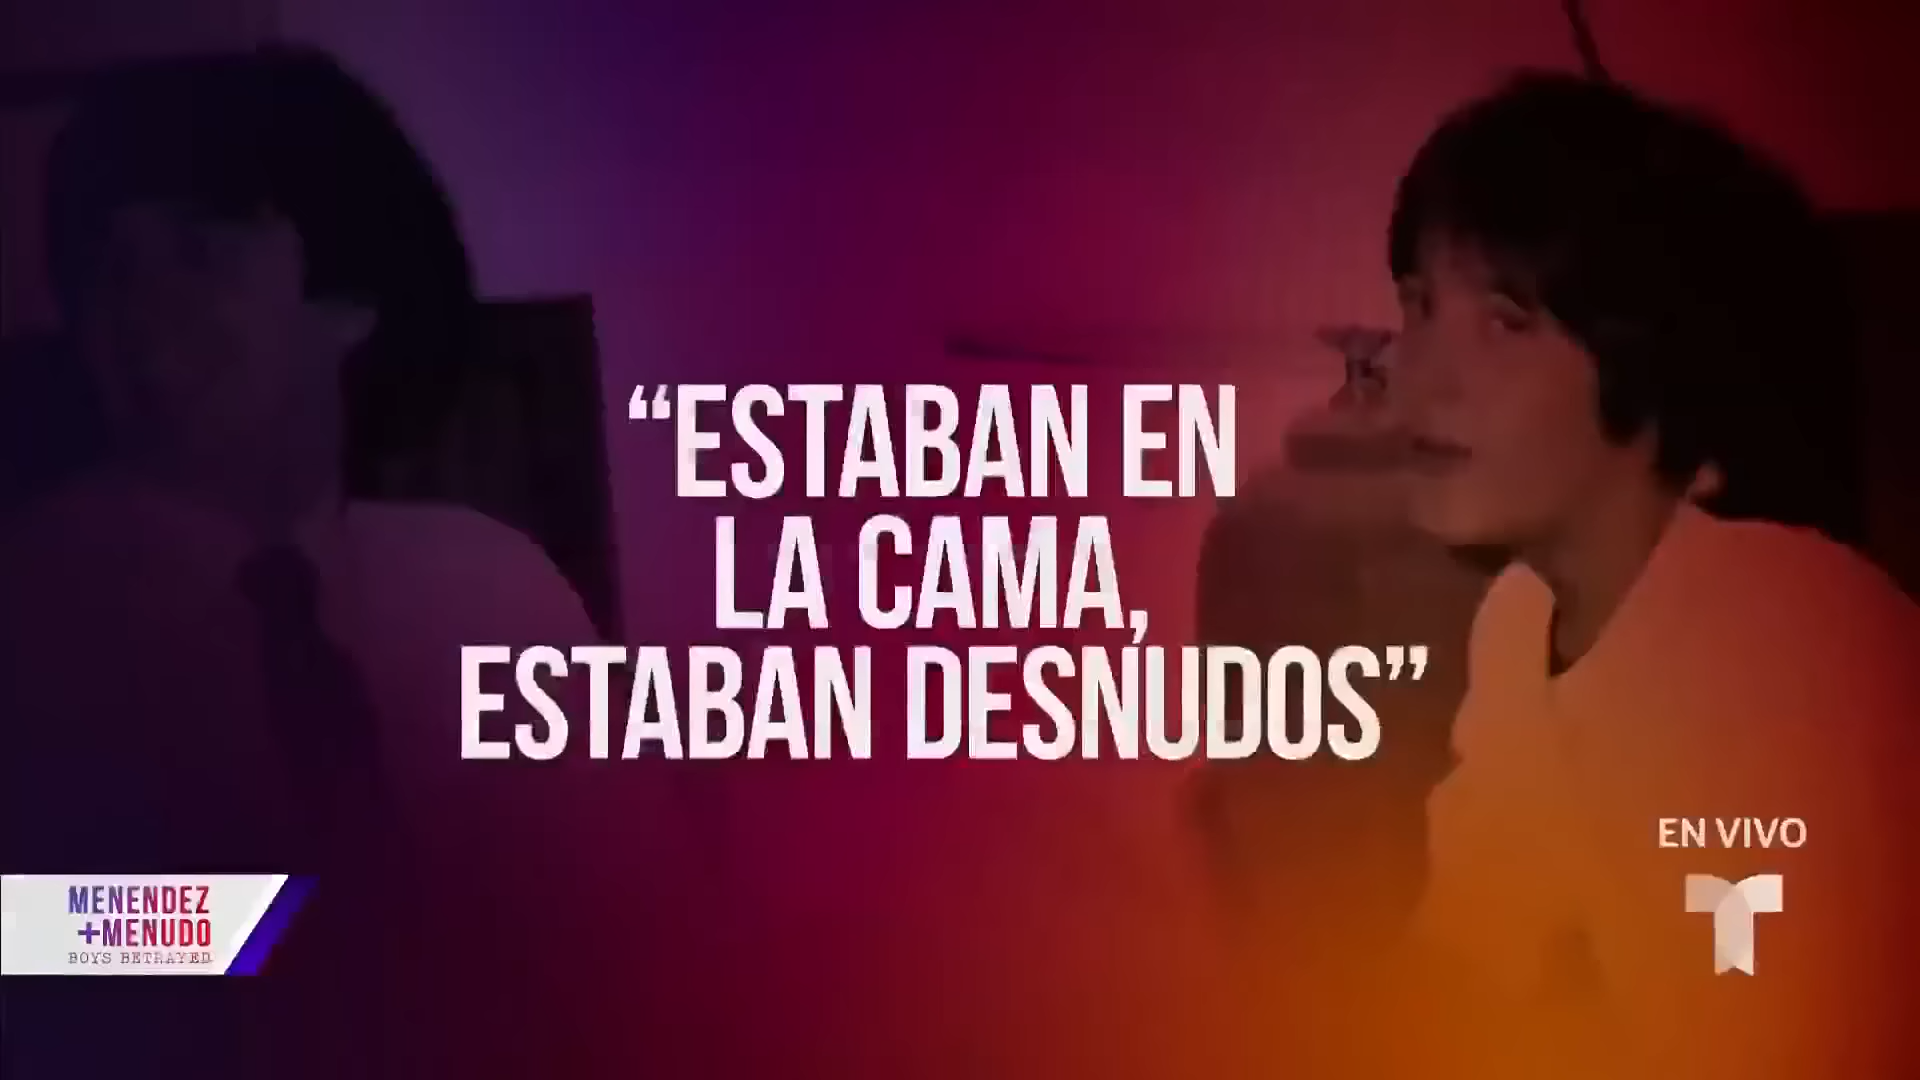 “ESTABAN EN
LA CAMA,
ESTABAN DESNUDOS”
EN VIVO
MENENDEZ
+MENUDO
BOYS BETRAYED